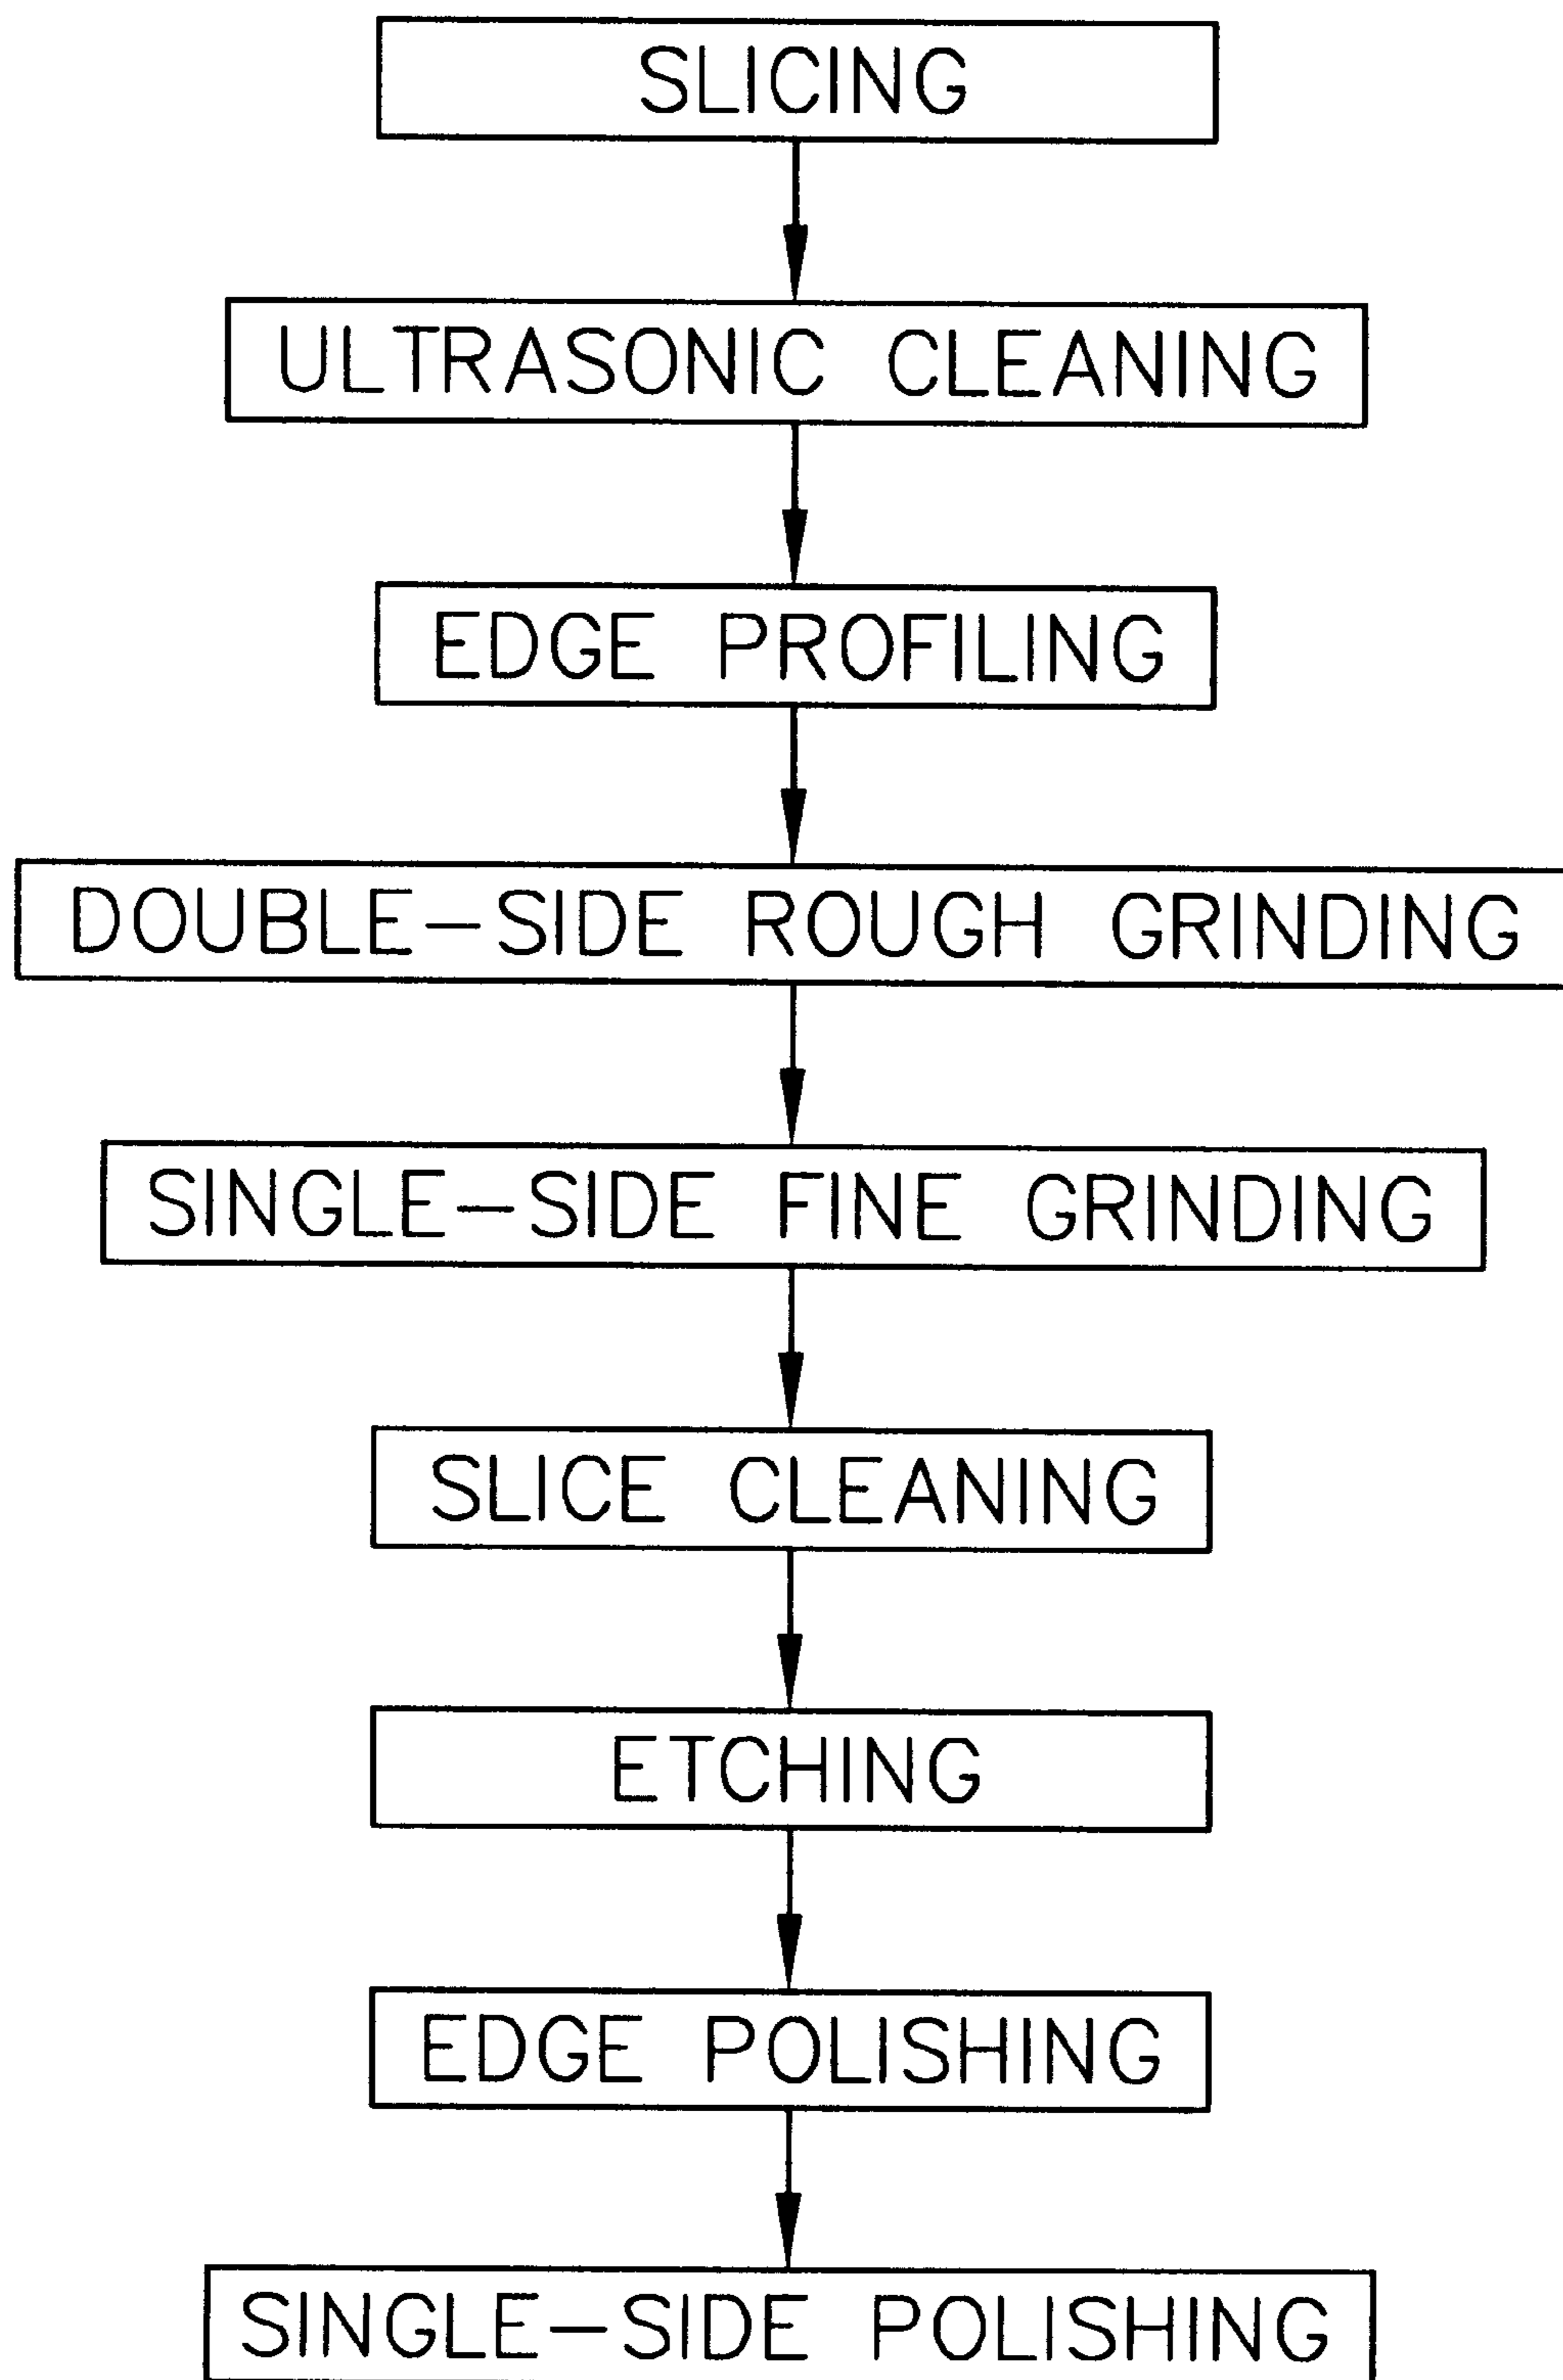 SLICING
ULTRASONIC CLEANING
EDGE PROFILING
DOUBLE-SIDE ROUGH GRINDING
SINGLE-SIDE FINE GRINDING
SLICE CLEANING
ETCHING
EDGE POLISHING
SINGLE-SIDE POLISHING